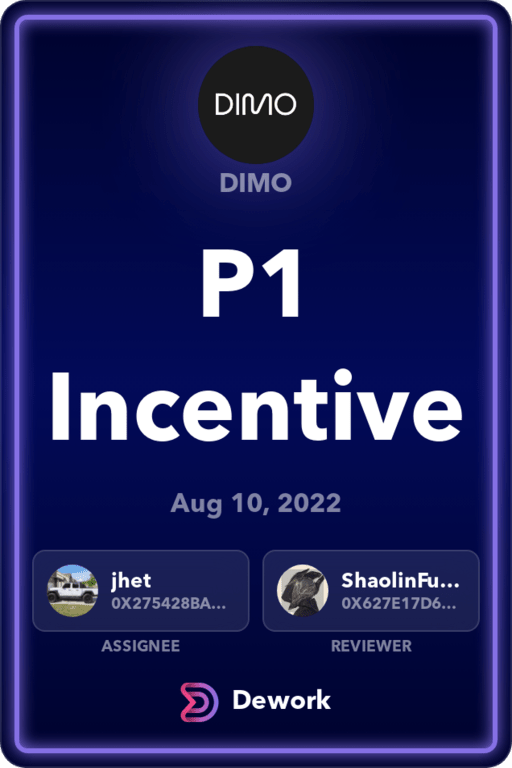 DIMO
DIMO
P1
Incentive
Aug 10, 2022
jhet
0X275428BA...
ShaolinFu...
0X627E17D6...
ASSIGNEE
REVIEWER
Dework